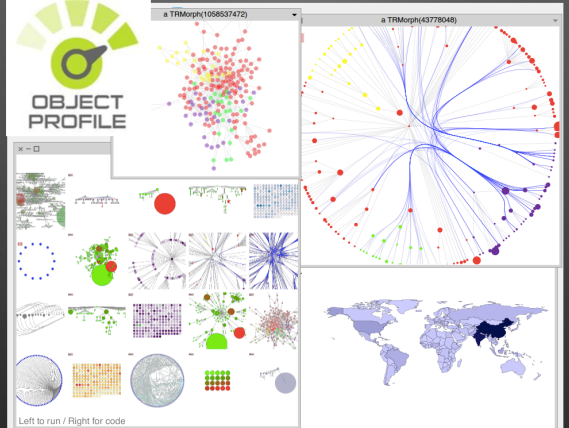 a TRMorph(1058537472)
a TRMorph(43778048)
OBJECT
PROFILE
Left to run / Right for code